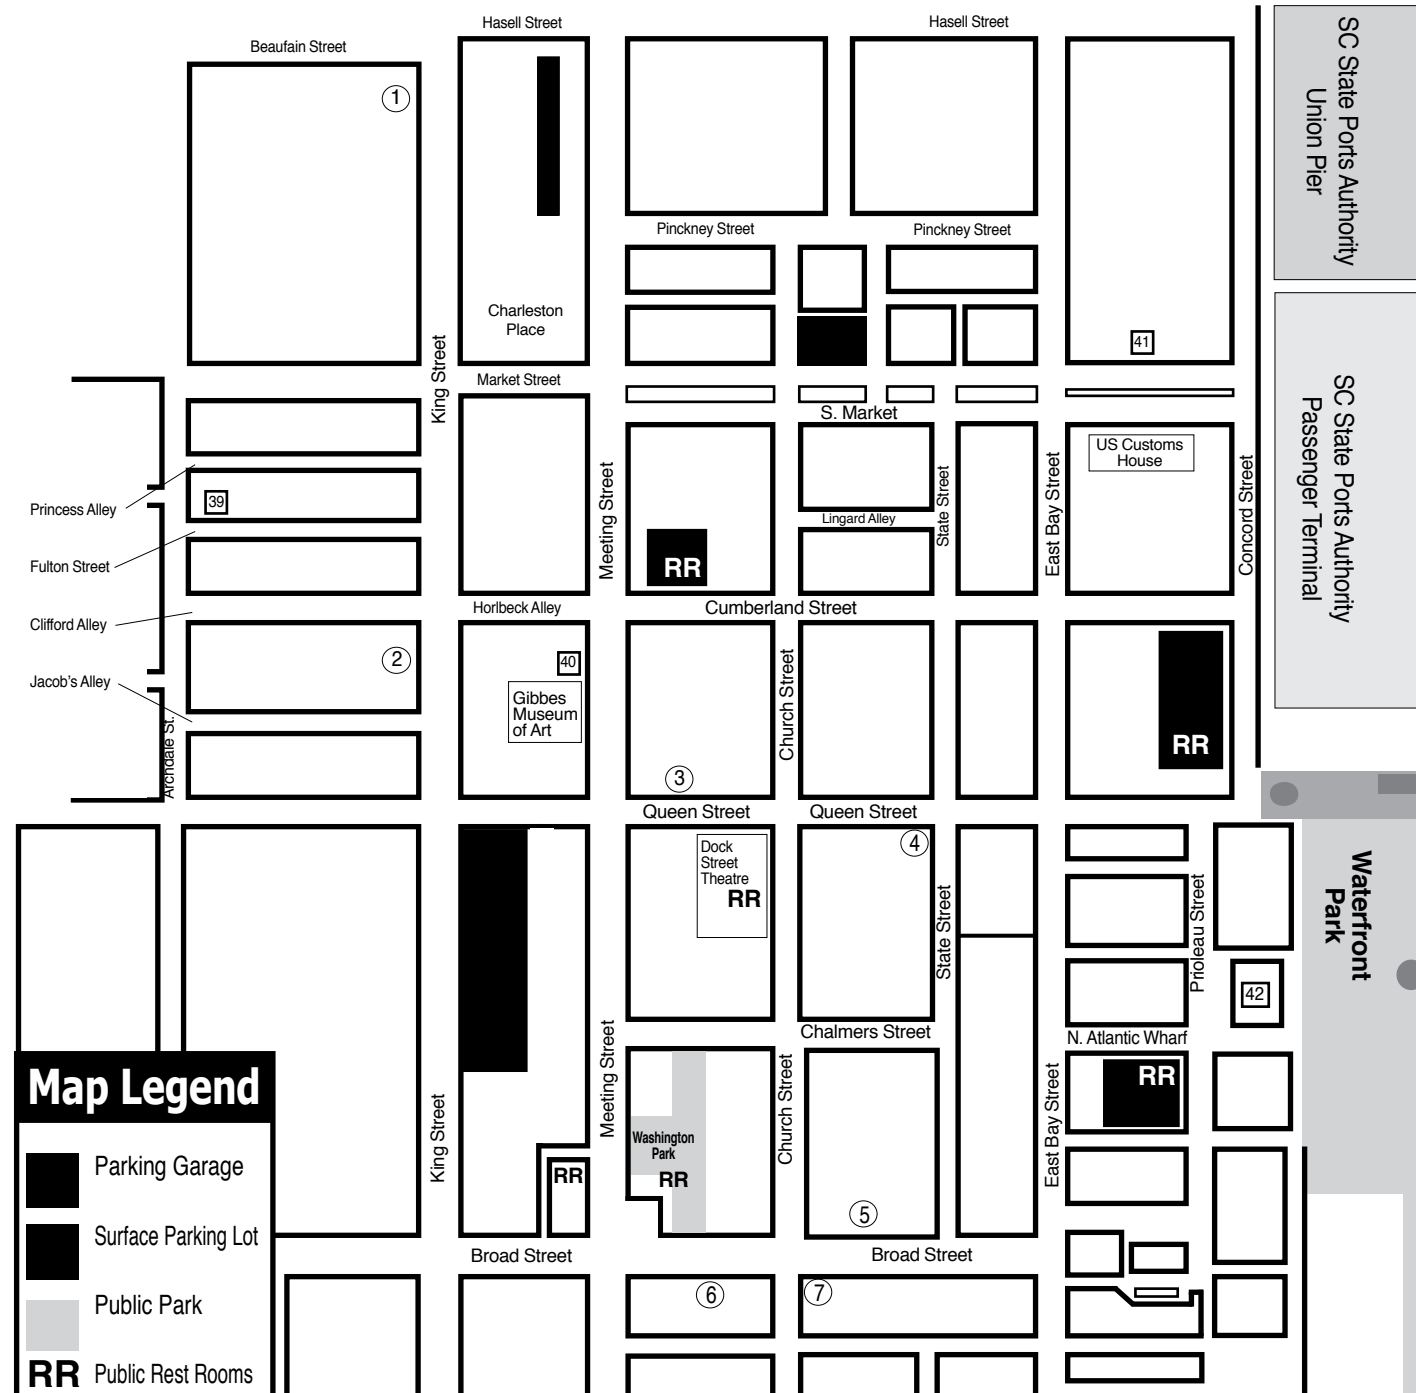 Hasell Street
Hasell Street
Beaufain Street
1
SC State Ports Authority
Union Pier
Pinckney Street
Pinckney Street
Charleston
Place
King Street
41
Market Street
S. Market
SC State Ports Authority
Passenger Terminal
US Customs
House
Princess Alley
39
Meeting Street
State Street
East Bay Street
Concord Street
Lingard Alley
Fulton Street
RR
Horlbeck Alley
Cumberland Street
Clifford Alley
2
40
Jacob's Alley
Gibbes
Museum
of Art
Church Street
Archdale St.
RR
3
Queen Street
Queen Street
Dock
Street
Theatre
RR
4
State Street
Prioleau Street
Waterfront
Park
42
Chalmers Street
N. Atlantic Wharf
Meeting Street
Church Street
East Bay Street
King Street
RR
Washington
Park
RR
RR
5
Broad Street
Broad Street
6
7
Map Legend
Parking Garage
Surface Parking Lot
Public Park
RR Public Rest Rooms